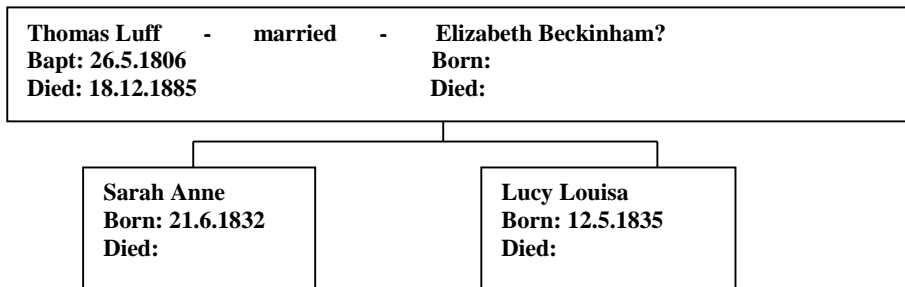 Thomas Luff - married - Elizabeth Beckinham?
Bapt: 26.5.1806 Born:
Died: 18.12.1885 Died:
Sarah Anne
Born: 21.6.1832
Died:
Lucy Louisa
Born: 12.5.1835
Died: